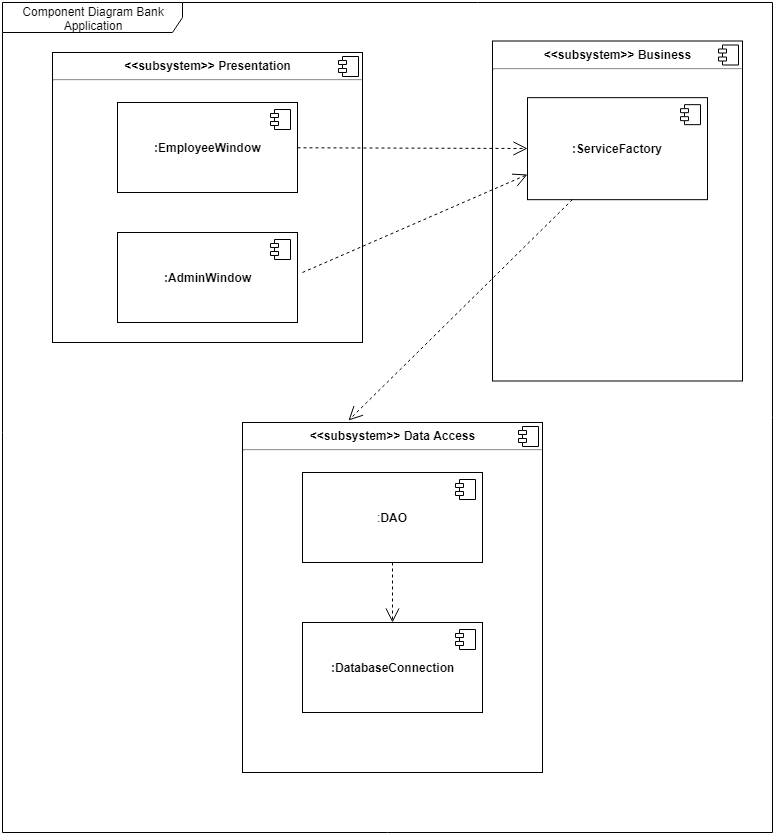 Component Diagram Bank
Application
<<subsystem>> Presentation
:EmployeeWindow
:AdminWindow
<<subsystem>> Business
:ServiceFactory
<<subsystem>> Data Access
:DAO
:DatabaseConnection